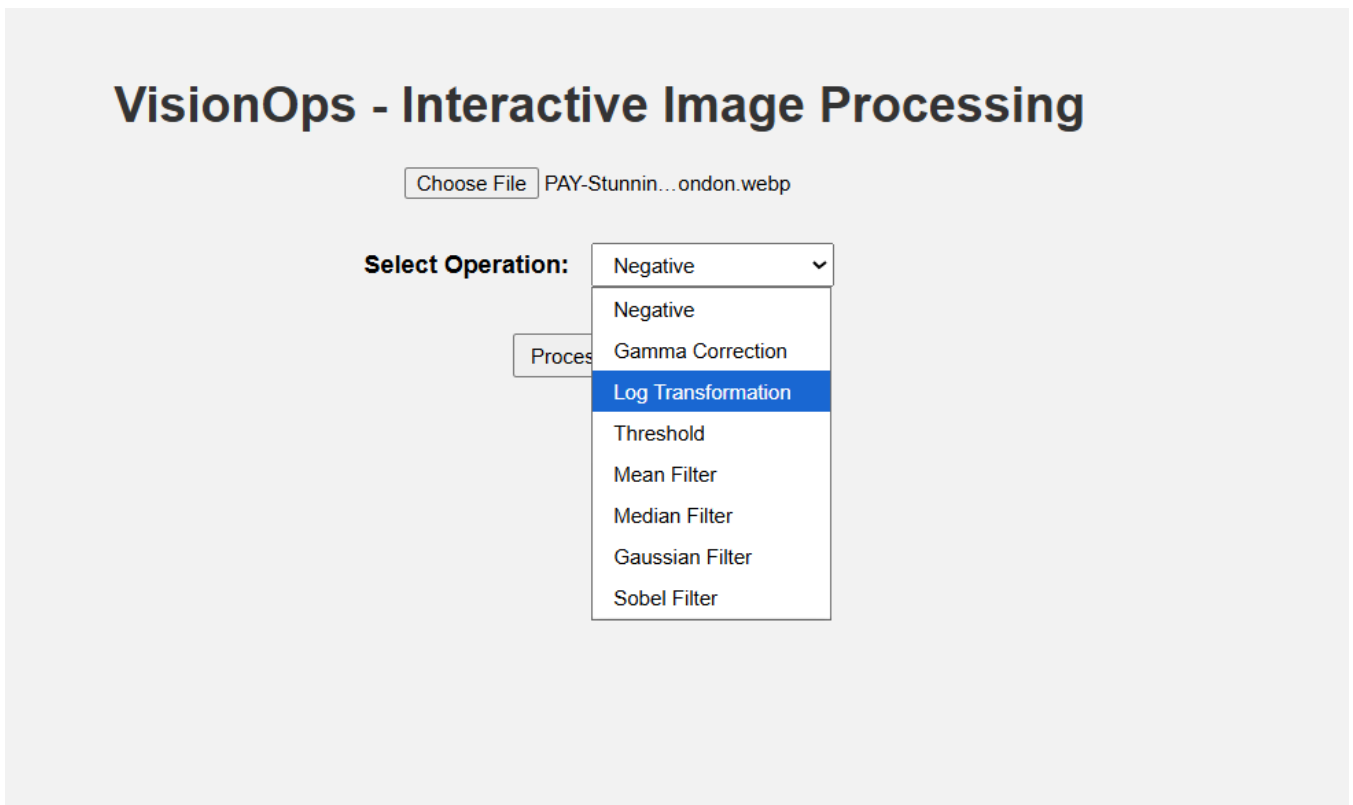 VisionOps - Interactive Image Processing
Choose File PAY-Stunnin...ondon.webp
Select Operation: Negative
Negative
Gamma Correction
Log Transformation
Threshold
Mean Filter
Median Filter
Gaussian Filter
Sobel Filter
Proces